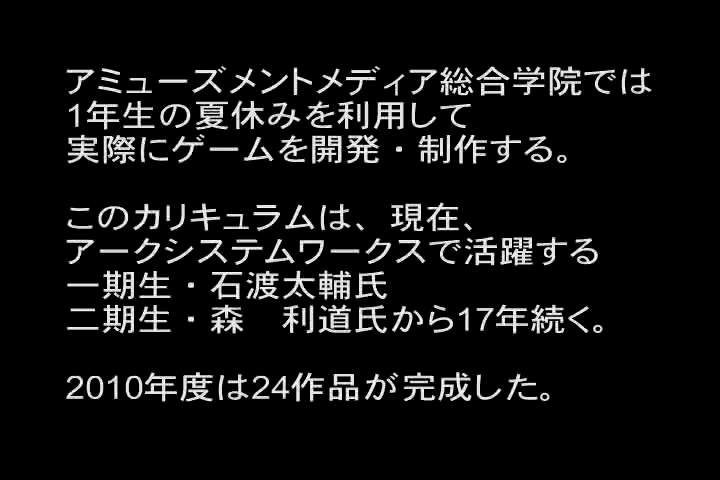 アミューズメントメディア総合学院では
1年生の夏休みを利用して
実際にゲームを開発・制作する。
このカリキュラムは、現在、
アークシステムワークスで活躍する
一期生・石渡太輔氏
二期生・森　利道氏から17年続く。
2010年度は24作品が完成した。